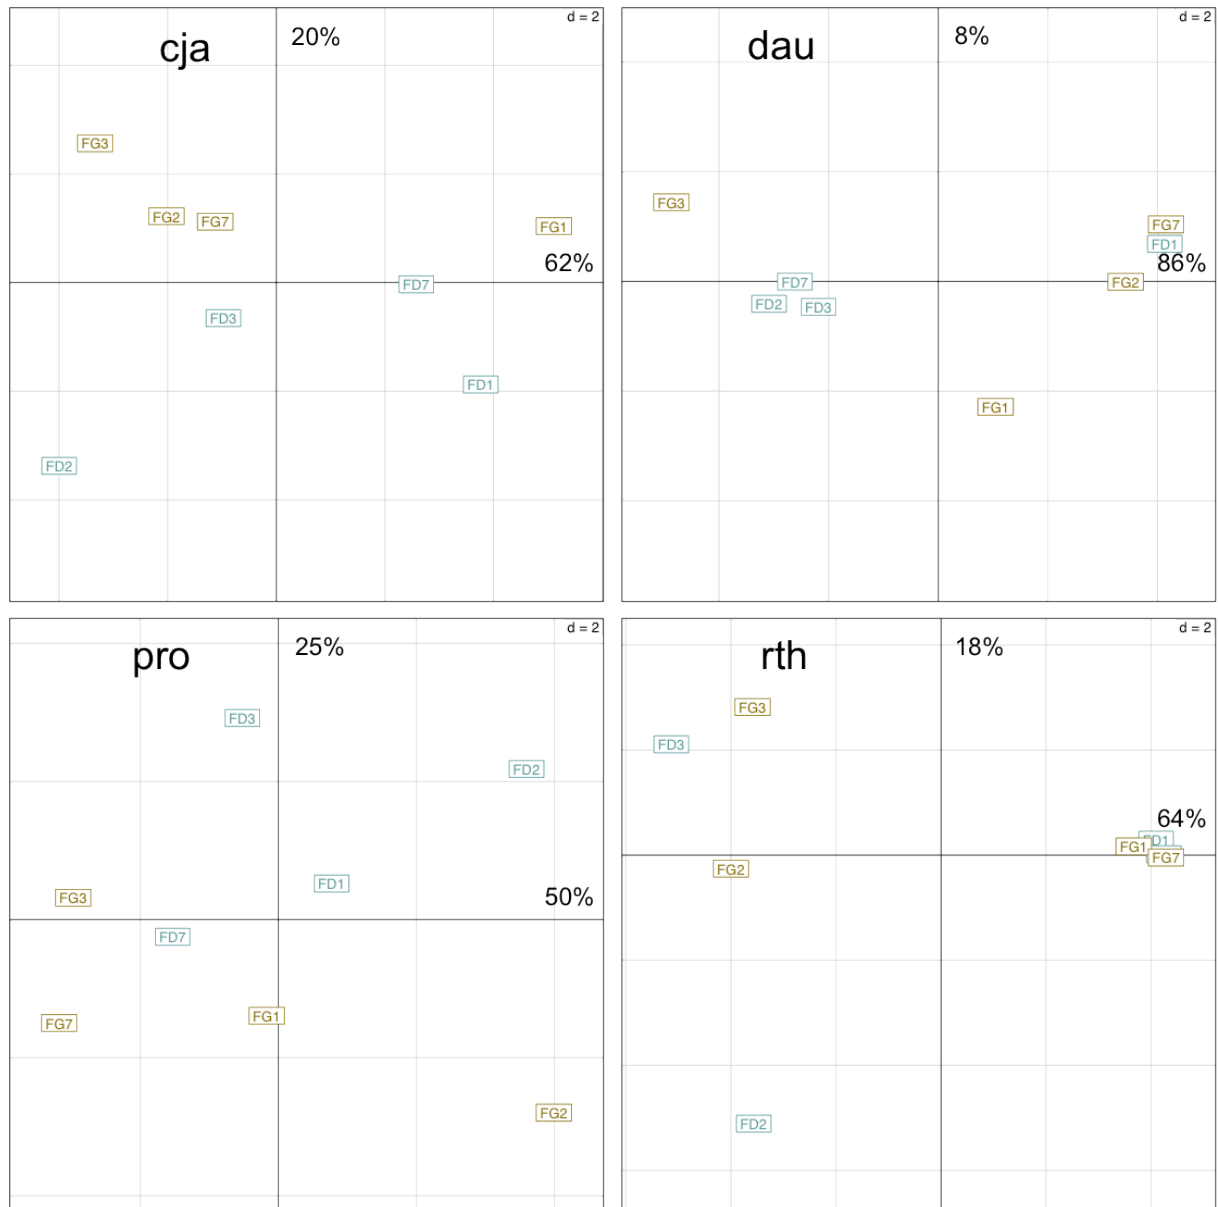 d = 2
cja
20%
FG3
FG2
FG7
FG1
62%
FD7
FD3
FD1
FD2
d = 2
dau
8%
FG3
FG7
FD1
86%
FD7
FG2
FD2
FD3
FG1
d = 2
pro
25%
FD3
FD2
FD1
FG3
50%
FD7
FG1
FG7
FG2
d = 2
rth
18%
FG3
FD3
64%
FD1
FG1
FG7
FG2
FD2